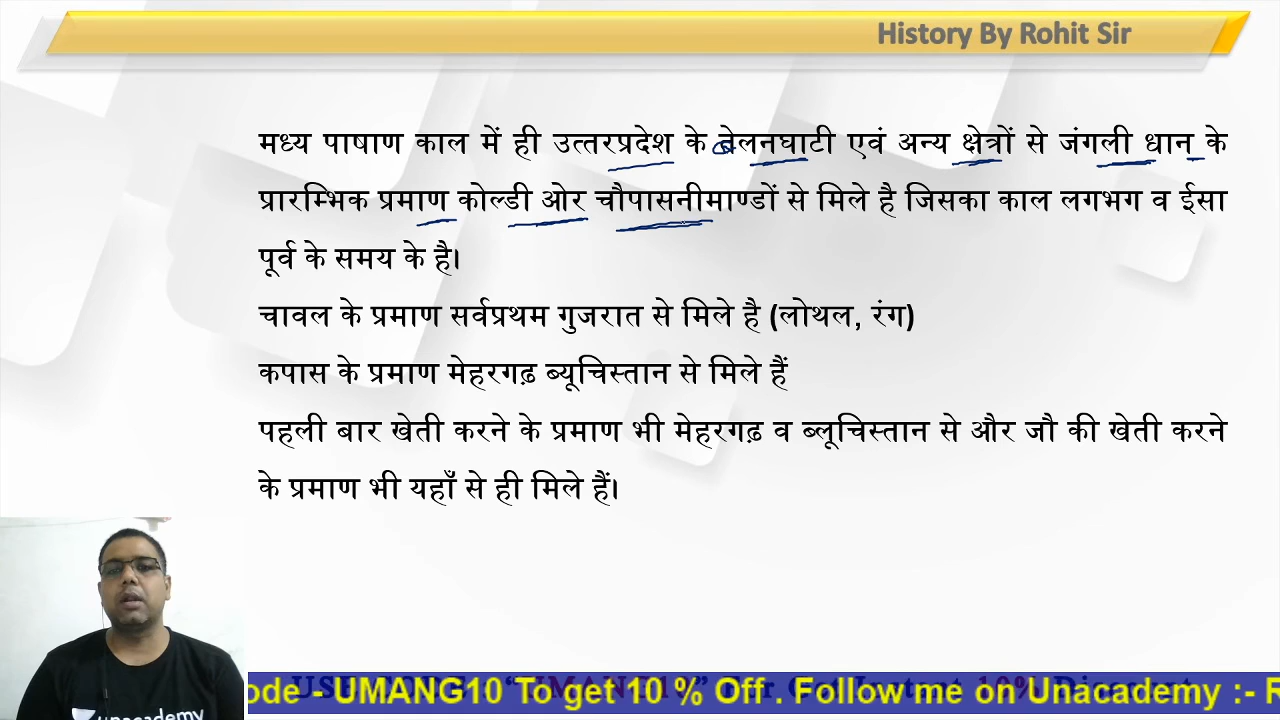 History By Rohit Sir
मध्य पाषाण काल में ही उत्तरप्रदेश के बेलनघाटी एवं अन्य क्षेत्रों से जंगली धान के
प्रारम्भिक प्रमाण कोल्डी ओर चौपासनीमाण्डों से मिले है जिसका काल लगभग व ईसा
पूर्व के समय के है।
चावल के प्रमाण सर्वप्रथम गुजरात से मिले है (लोथल, रंग)
कपास के प्रमाण मेहरगढ़ ब्यूचिस्तान से मिले हैं
पहली बार खेती करने के प्रमाण भी मेहरगढ़ व ब्लूचिस्तान से और जौ की खेती करने
के प्रमाण भी यहाँ से ही मिले हैं।
unacademy
ode - UMANG10 To get 10 % Off . Follow me on Unacademy :- R